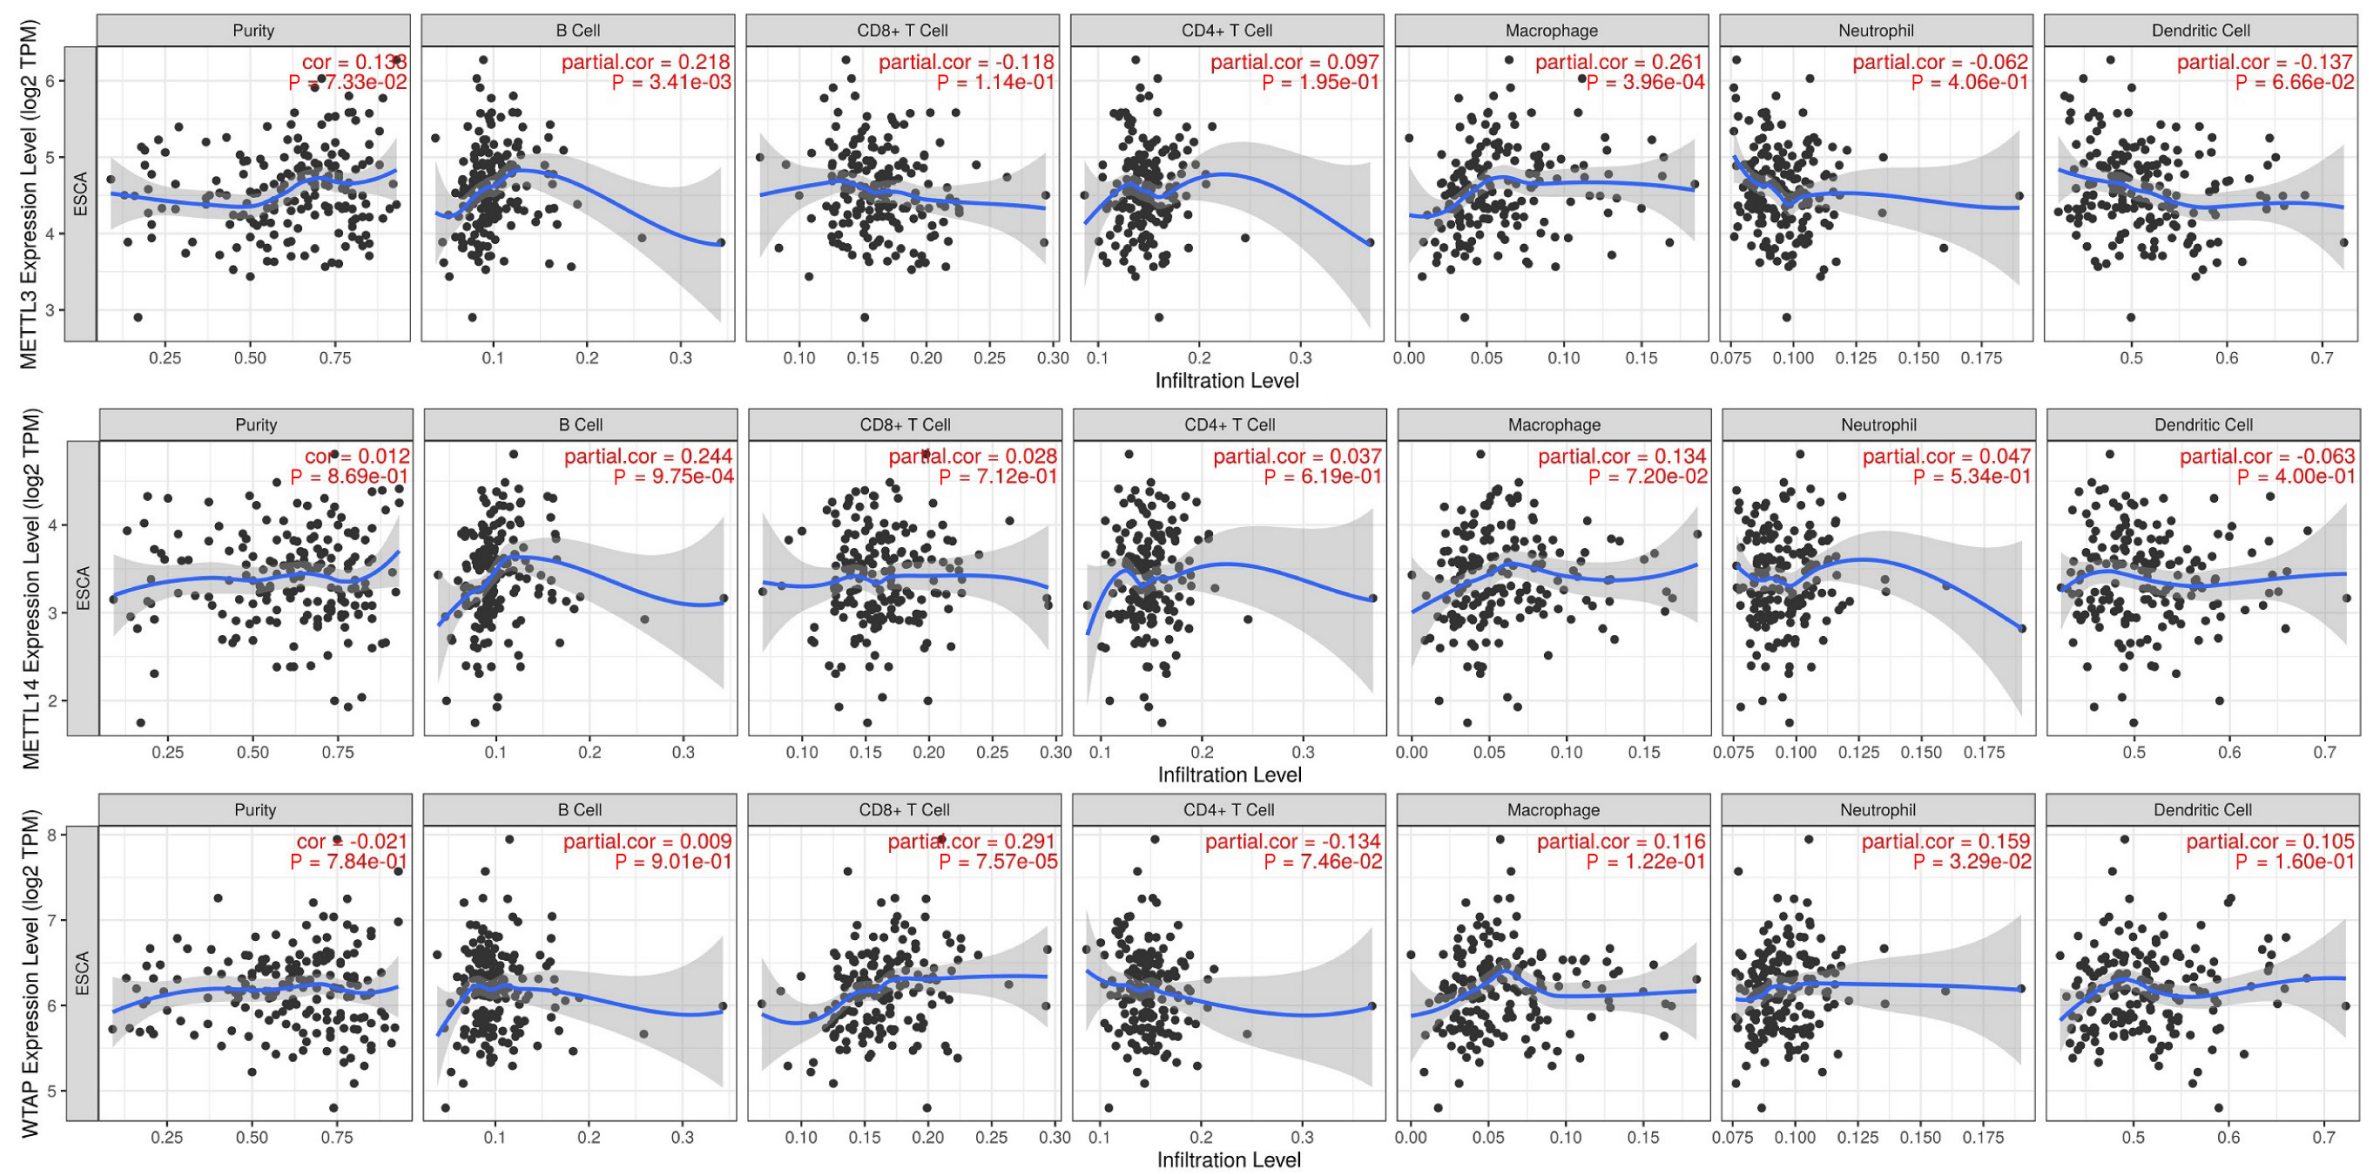 METTL3 Expression Level (log2 TPM)
ESCA
Purity
B Cell
CD8+ T Cell
CD4+ T Cell
Macrophage
Neutrophil
Dendritic Cell
cor = 0.133
P = 7.33e-02
partial.cor = 0.218
P = 3.41e-03
partial.cor = -0.118
P = 1.14e-01
partial.cor = 0.097
P = 1.95e-01
partial.cor = 0.261
P = 3.96e-04
partial.cor = -0.062
P = 4.06e-01
partial.cor = -0.137
P = 6.66e-02
6
5
4
3
0.25 0.50 0.75
0.1 0.2 0.3
0.10 0.15 0.20 0.25 0.30
0.1 0.2 0.3
0.00 0.05 0.10 0.15
0.075 0.100 0.125 0.150 0.175
0.5 0.6 0.7
Infiltration Level
METTL14 Expression Level (log2 TPM)
ESCA
Purity
B Cell
CD8+ T Cell
CD4+ T Cell
Macrophage
Neutrophil
Dendritic Cell
cor = 0.012
P = 8.69e-01
partial.cor = 0.244
P = 9.75e-04
partial.cor = 0.028
P = 7.12e-01
partial.cor = 0.037
P = 6.19e-01
partial.cor = 0.134
P = 7.20e-02
partial.cor = 0.047
P = 5.34e-01
partial.cor = -0.063
P = 4.00e-01
4
3
2
0.25 0.50 0.75
0.1 0.2 0.3
0.10 0.15 0.20 0.25 0.30
0.1 0.2 0.3
0.00 0.05 0.10 0.15
0.075 0.100 0.125 0.150 0.175
0.5 0.6 0.7
Infiltration Level
WTAP Expression Level (log2 TPM)
ESCA
Purity
B Cell
CD8+ T Cell
CD4+ T Cell
Macrophage
Neutrophil
Dendritic Cell
cor = -0.021
P = 7.84e-01
partial.cor = 0.009
P = 9.01e-01
partial.cor = 0.291
P = 7.57e-05
partial.cor = -0.134
P = 7.46e-02
partial.cor = 0.116
P = 1.22e-01
partial.cor = 0.159
P = 3.29e-02
partial.cor = 0.105
P = 1.60e-01
8
7
6
5
0.25 0.50 0.75
0.1 0.2 0.3
0.10 0.15 0.20 0.25 0.30
0.1 0.2 0.3
0.00 0.05 0.10 0.15
0.075 0.100 0.125 0.150 0.175
0.5 0.6 0.7
Infiltration Level